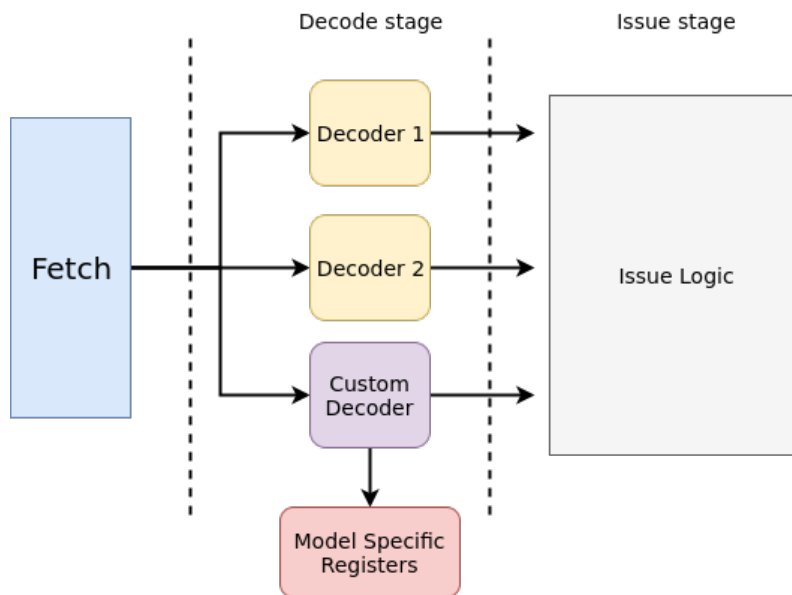 Decode stage
Issue stage
Fetch
Decoder 1
Decoder 2
Custom
Decoder
Model Specific
Registers
Issue Logic